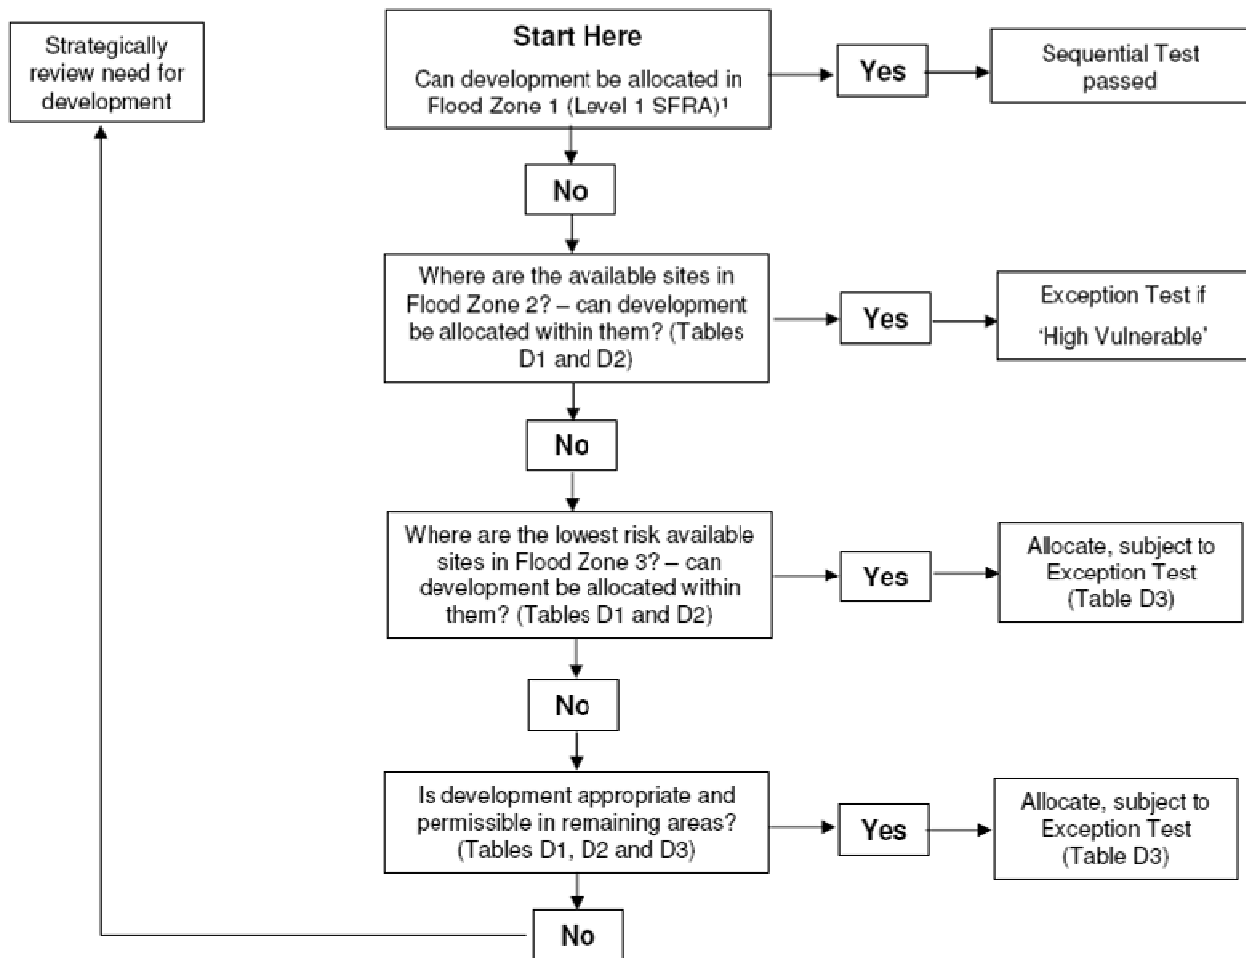 Strategically
review need for
development
Start Here
Can development be allocated in
Flood Zone 1 (Level 1 SFRA)¹
Yes
Sequential Test
passed
No
Where are the available sites in
Flood Zone 2? – can development
be allocated within them? (Tables
D1 and D2)
Yes
Exception Test if
‘High Vulnerable’
No
Where are the lowest risk available
sites in Flood Zone 3? – can
development be allocated within
them? (Tables D1 and D2)
Yes
Allocate, subject to
Exception Test
(Table D3)
No
Is development appropriate and
permissible in remaining areas?
(Tables D1, D2 and D3)
Yes
Allocate, subject to
Exception Test
(Table D3)
No